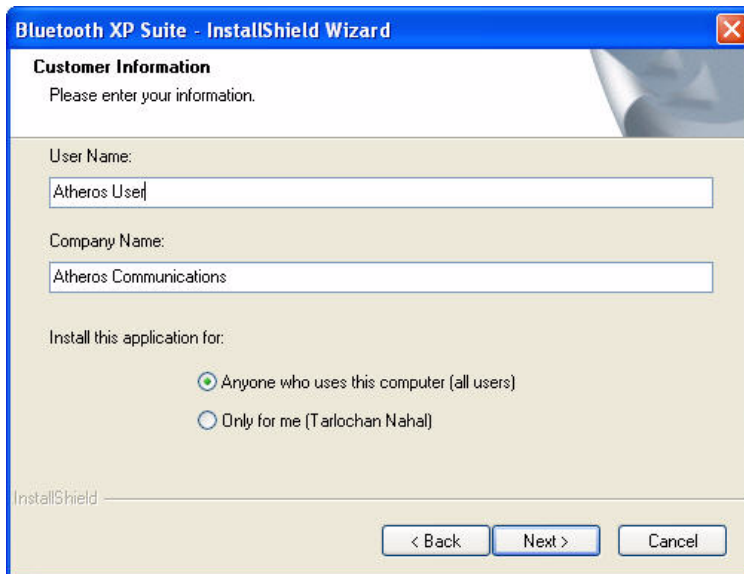 Bluetooth XP Suite - InstallShield Wizard
Customer Information
Please enter your information.
User Name:
Atheros User
Company Name:
Atheros Communications
Install this application for:
Anyone who uses this computer (all users)
Only for me (Tarlochan Nahal)
InstallShield
< Back
Next >
Cancel